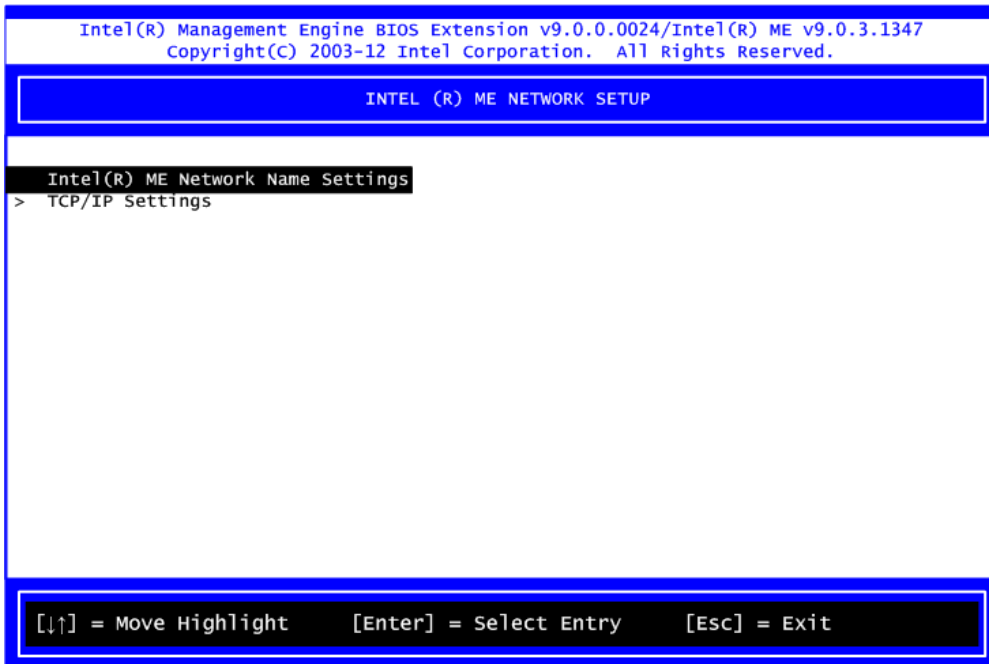 Intel(R) Management Engine BIOS Extension v9.0.0.0024/Intel(R) ME v9.0.3.1347
Copyright(C) 2003-12 Intel Corporation.  All Rights Reserved.
INTEL (R) ME NETWORK SETUP
Intel(R) ME Network Name Settings
> TCP/IP Settings
[↓↑] = Move Highlight [Enter] = Select Entry [Esc] = Exit